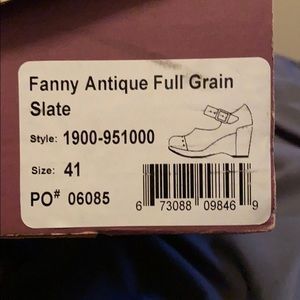 Fanny Antique Full Grain
Slate
Style: 1900-951000
Size: 41
PO# 06085
6 73088 09846 9